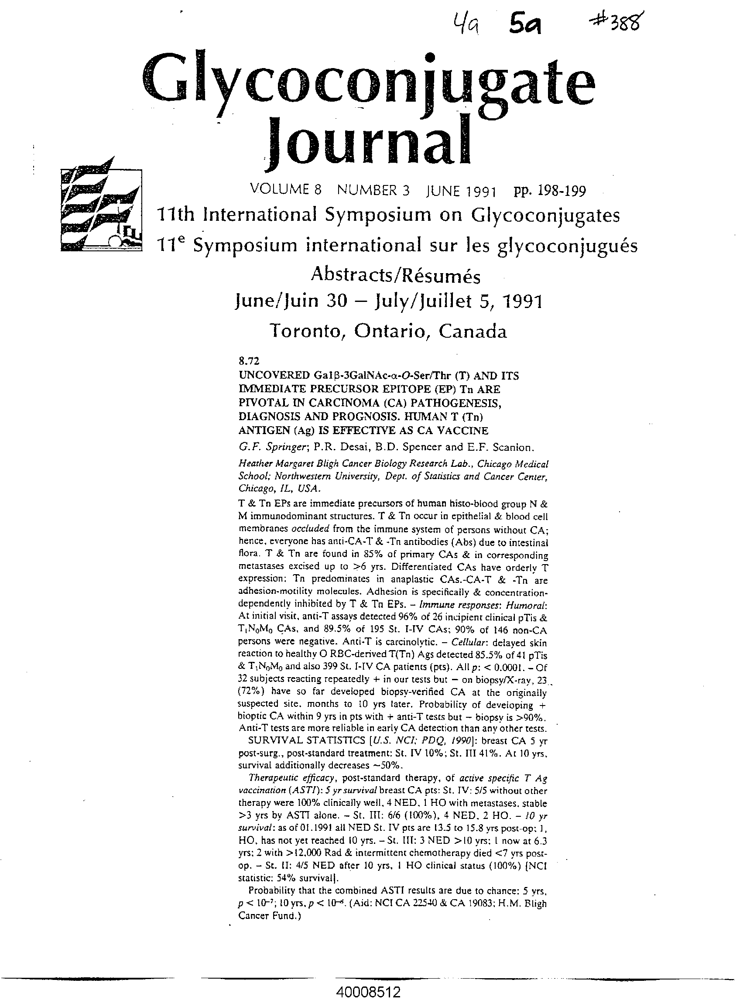 4a 5a #388
Glycoconjugate
Journal
VOLUME 8 NUMBER 3 JUNE 1991 pp. 198-199
11th International Symposium on Glycoconjugates
11e Symposium international sur les glycoconjugués
Abstracts/Résumés
June/Juin 30 – July/Juillet 5, 1991
Toronto, Ontario, Canada
8.72
UNCOVERED Galβ-3GalNAc-α-O-Ser/Thr (T) AND ITS
IMMEDIATE PRECURSOR EPITOPE (EP) Tn ARE
PIVOTAL IN CARCINOMA (CA) PATHOGENESIS,
DIAGNOSIS AND PROGNOSIS. HUMAN T (Tn)
ANTIGEN (Ag) IS EFFECTIVE AS CA VACCINE
G.F. Springer; P.R. Desai, B.D. Spencer and E.F. Scanlon.
Heather Margaret Bligh Cancer Biology Research Lab., Chicago Medical
School; Northwestern University, Dept. of Statistics and Cancer Center,
Chicago, IL, USA.
T & Tn EPs are immediate precursors of human histo-blood group N &
M immunodominant structures. T & Tn occur in epithelial & blood cell
membranes occluded from the immune system of persons without CA;
hence, everyone has anti-CA-T & -Tn antibodies (Abs) due to intestinal
flora. T & Tn are found in 85% of primary CAs & in corresponding
metastases excised up to >6 yrs. Differentiated CAs have orderly T
expression: Tn predominates in anaplastic CAs.-CA-T & -Tn are
adhesion-motility molecules. Adhesion is specifically & concentration-
dependently inhibited by T & Tn EPs. – Immune responses: Humoral:
At initial visit, anti-T assays detected 96% of 26 incipient clinical pTis &
T₁N₀M₀ CAs, and 89.5% of 195 St. I-IV CAs; 90% of 146 non-CA
persons were negative. Anti-T is carcinolytic. – Cellular: delayed skin
reaction to healthy O RBC-derived T(Tn) Ags detected 85.5% of 41 pTis
& T₁N₀M₀ and also 399 St. I-IV CA patients (pts). All p: < 0.0001. – Of
32 subjects reacting repeatedly + in our tests but – on biopsy/X-ray, 23
(72%) have so far developed biopsy-verified CA at the originally
suspected site, months to 10 yrs later. Probability of developing +
bioptic CA within 9 yrs in pts with + anti-T tests but – biopsy is >90%.
Anti-T tests are more reliable in early CA detection than any other tests.
SURVIVAL STATISTICS [U.S. NCI; PDQ, 1990]: breast CA 5 yr
post-surg., post-standard treatment: St. IV 10%; St. III 41%. At 10 yrs,
survival additionally decreases ~50%.
Therapeutic efficacy, post-standard therapy, of active specific T Ag
vaccination (ASTI): 5 yr survival breast CA pts: St. IV: 5/5 without other
therapy were 100% clinically well, 4 NED, 1 HO with metastases, stable
>3 yrs by ASTI alone. – St. III: 6/6 (100%), 4 NED, 2 HO. – 10 yr
survival: as of 01.1991 all NED St. IV pts are 13.5 to 15.8 yrs post-op; 1,
HO, has not yet reached 10 yrs. – St. III: 3 NED >10 yrs; 1 now at 6.3
yrs; 2 with >12,000 Rad & intermittent chemotherapy died <7 yrs post-
op. – St. II: 4/5 NED after 10 yrs, 1 HO clinical status (100%) [NCI
statistic: 54% survival].
Probability that the combined ASTI results are due to chance: 5 yrs,
p < 10⁻⁷; 10 yrs, p < 10⁻⁶. (Aid: NCI CA 22540 & CA 19083; H.M. Bligh
Cancer Fund.)
40008512